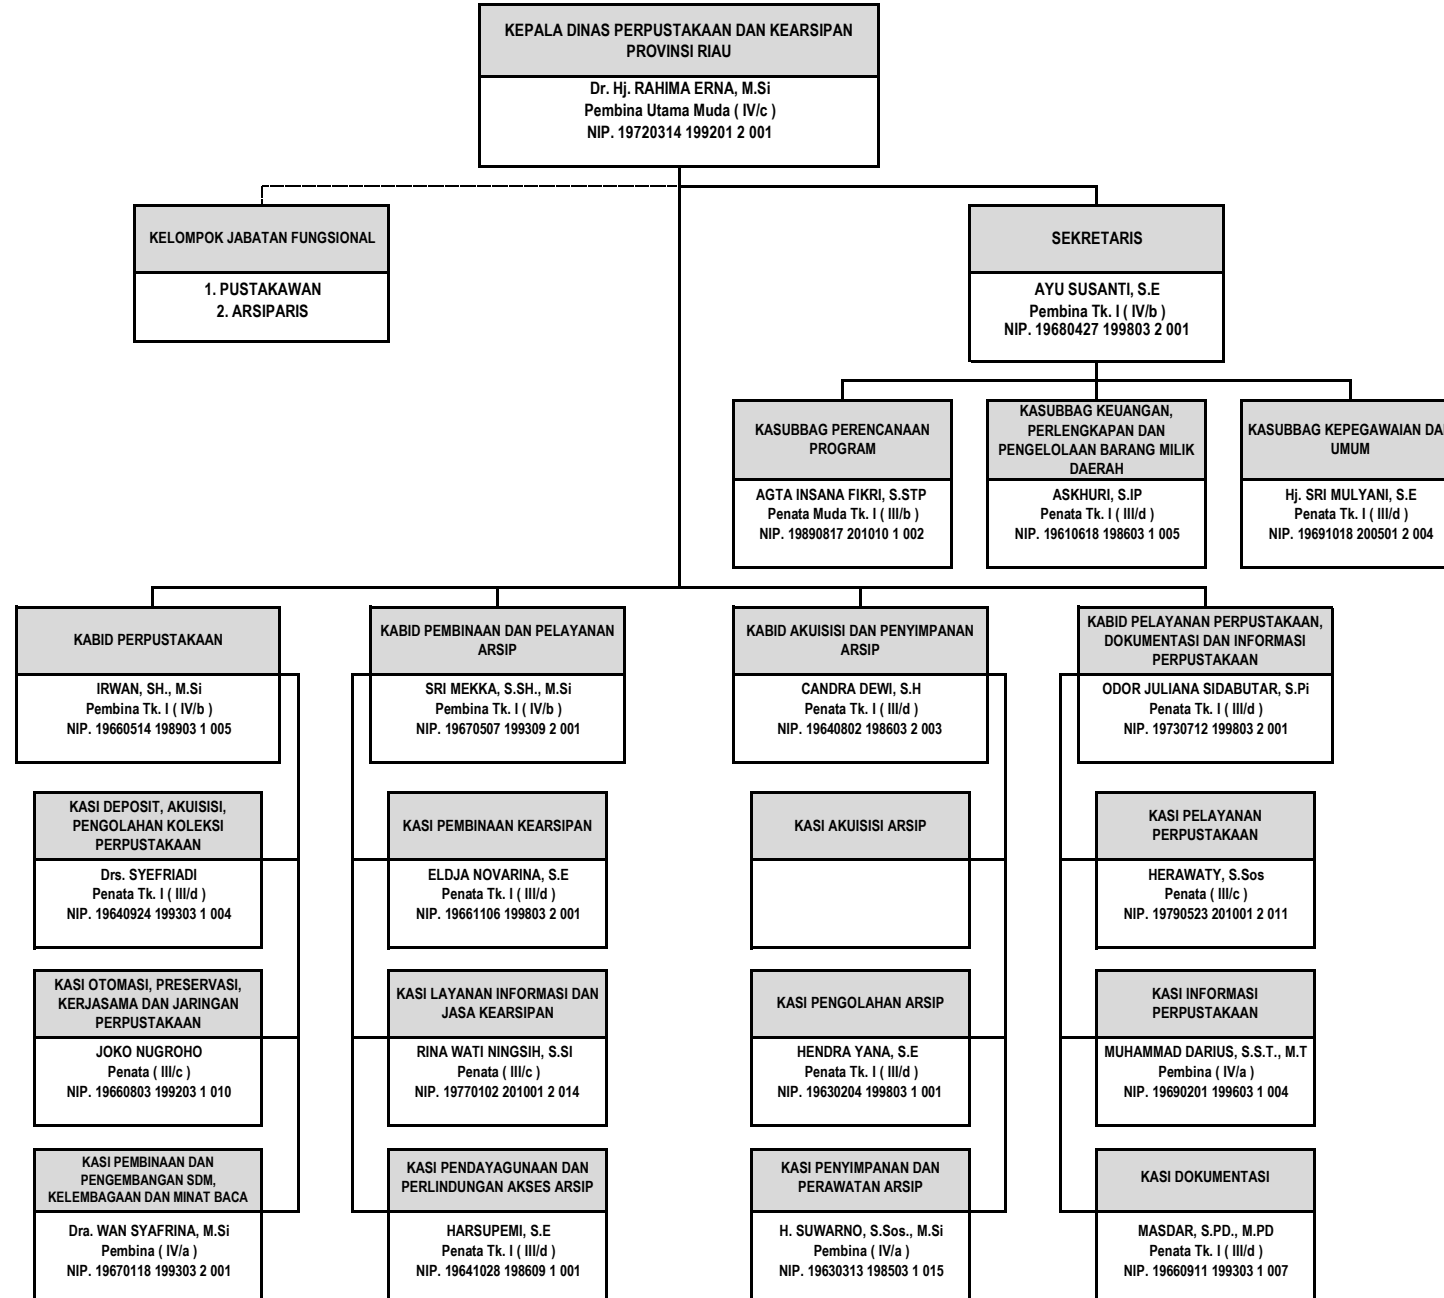 KEPALA DINAS PERPUSTAKAAN DAN KEARSIPAN
PROVINSI RIAU
Dr. Hj. RAHIMA ERNA, M.Si
Pembina Utama Muda ( IV/c )
NIP. 19720314 199201 2 001
KELOMPOK JABATAN FUNGSIONAL
1. PUSTAKAWAN
2. ARSIPARIS
SEKRETARIS
AYU SUSANTI, S.E
Pembina Tk. I ( IV/b )
NIP. 19680427 199803 2 001
KASUBBAG PERENCANAAN
PROGRAM
AGTA INSANA FIKRI, S.STP
Penata Muda Tk. I ( III/b )
NIP. 19890817 201010 1 002
KASUBBAG KEUANGAN,
PERLENGKAPAN DAN
PENGELOLAAN BARANG MILIK
DAERAH
ASKHURI, S.IP
Penata Tk. I ( III/d )
NIP. 19610618 198603 1 005
KASUBBAG KEPEGAWAIAN DA
UMUM
Hj. SRI MULYANI, S.E
Penata Tk. I ( III/d )
NIP. 19691018 200501 2 004
KABID PERPUSTAKAAN
IRWAN, SH., M.Si
Pembina Tk. I ( IV/b )
NIP. 19660514 198903 1 005
KASI DEPOSIT, AKUISISI,
PENGOLAHAN KOLEKSI
PERPUSTAKAAN
Drs. SYEFRIADI
Penata Tk. I ( III/d )
NIP. 19640924 199303 1 004
KASI OTOMASI, PRESERVASI,
KERJASAMA DAN JARINGAN
PERPUSTAKAAN
JOKO NUGROHO
Penata ( III/c )
NIP. 19660803 199203 1 010
KASI PEMBINAAN DAN
PENGEMBANGAN SDM,
KELEMBAGAAN DAN MINAT BACA
Dra. WAN SYAFRINA, M.Si
Pembina ( IV/a )
NIP. 19670118 199303 2 001
KABID PEMBINAAN DAN PELAYANAN
ARSIP
SRI MEKKA, S.SH., M.Si
Pembina Tk. I ( IV/b )
NIP. 19670507 199309 2 001
KASI PEMBINAAN KEARSIPAN
ELDJA NOVARINA, S.E
Penata Tk. I ( III/d )
NIP. 19661106 199803 2 001
KASI LAYANAN INFORMASI DAN
JASA KEARSIPAN
RINA WATI NINGSIH, S.SI
Penata ( III/c )
NIP. 19770102 201001 2 014
KASI PENDAYAGUNAAN DAN
PERLINDUNGAN AKSES ARSIP
HARSUPEMI, S.E
Penata Tk. I ( III/d )
NIP. 19641028 198609 1 001
KABID AKUISISI DAN PENYIMPANAN
ARSIP
CANDRA DEWI, S.H
Penata Tk. I ( III/d )
NIP. 19640802 198603 2 003
KASI AKUISISI ARSIP
KASI PENGOLAHAN ARSIP
HENDRA YANA, S.E
Penata Tk. I ( III/d )
NIP. 19630204 199803 1 001
KASI PENYIMPANAN DAN
PERAWATAN ARSIP
H. SUWARNO, S.Sos., M.Si
Pembina ( IV/a )
NIP. 19630313 198503 1 015
KABID PELAYANAN PERPUSTAKAAN,
DOKUMENTASI DAN INFORMASI
PERPUSTAKAAN
ODOR JULIANA SIDABUTAR, S.Pi
Penata Tk. I ( III/d )
NIP. 19730712 199803 2 001
KASI PELAYANAN
PERPUSTAKAAN
HERAWATY, S.Sos
Penata ( III/c )
NIP. 19790523 201001 2 011
KASI INFORMASI
PERPUSTAKAAN
MUHAMMAD DARIUS, S.S.T., M.T
Pembina ( IV/a )
NIP. 19690201 199603 1 004
KASI DOKUMENTASI
MASDAR, S.PD., M.PD
Penata Tk. I ( III/d )
NIP. 19660911 199303 1 007